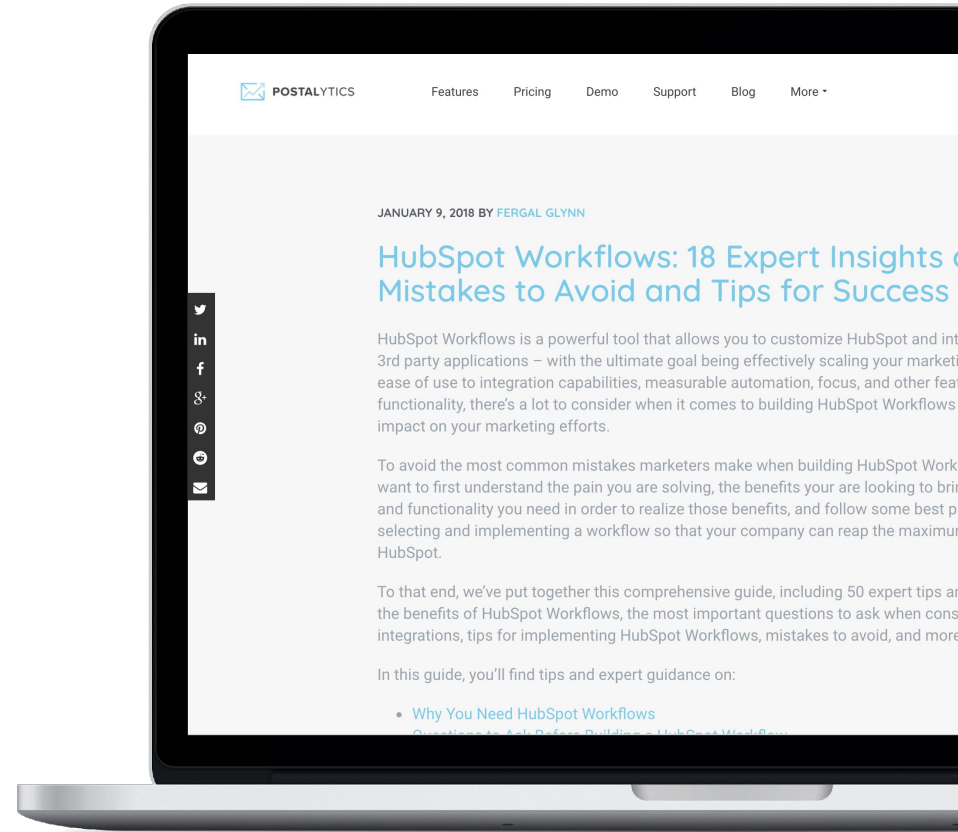 POSTALYTICS
Features Pricing Demo Support Blog More
JANUARY 9, 2018 BY FERGAL GLYNN
HubSpot Workflows: 18 Expert Insights
Mistakes to Avoid and Tips for Success
HubSpot Workflows is a powerful tool that allows you to customize HubSpot and int
3rd party applications – with the ultimate goal being effectively scaling your marketi
ease of use to integration capabilities, measurable automation, focus, and other feat
functionality, there's a lot to consider when it comes to building HubSpot Workflows
impact on your marketing efforts.
To avoid the most common mistakes marketers make when building HubSpot Work
want to first understand the pain you are solving, the benefits your are looking to brin
and functionality you need in order to realize those benefits, and follow some best p
selecting and implementing a workflow so that your company can reap the maximu
HubSpot.
To that end, we've put together this comprehensive guide, including 50 expert tips a
the benefits of HubSpot Workflows, the most important questions to ask when cons
integrations, tips for implementing HubSpot Workflows, mistakes to avoid, and more
In this guide, you'll find tips and expert guidance on:
• Why You Need HubSpot Workflows
Questions to Ask Before Building a HubSpot Workflow